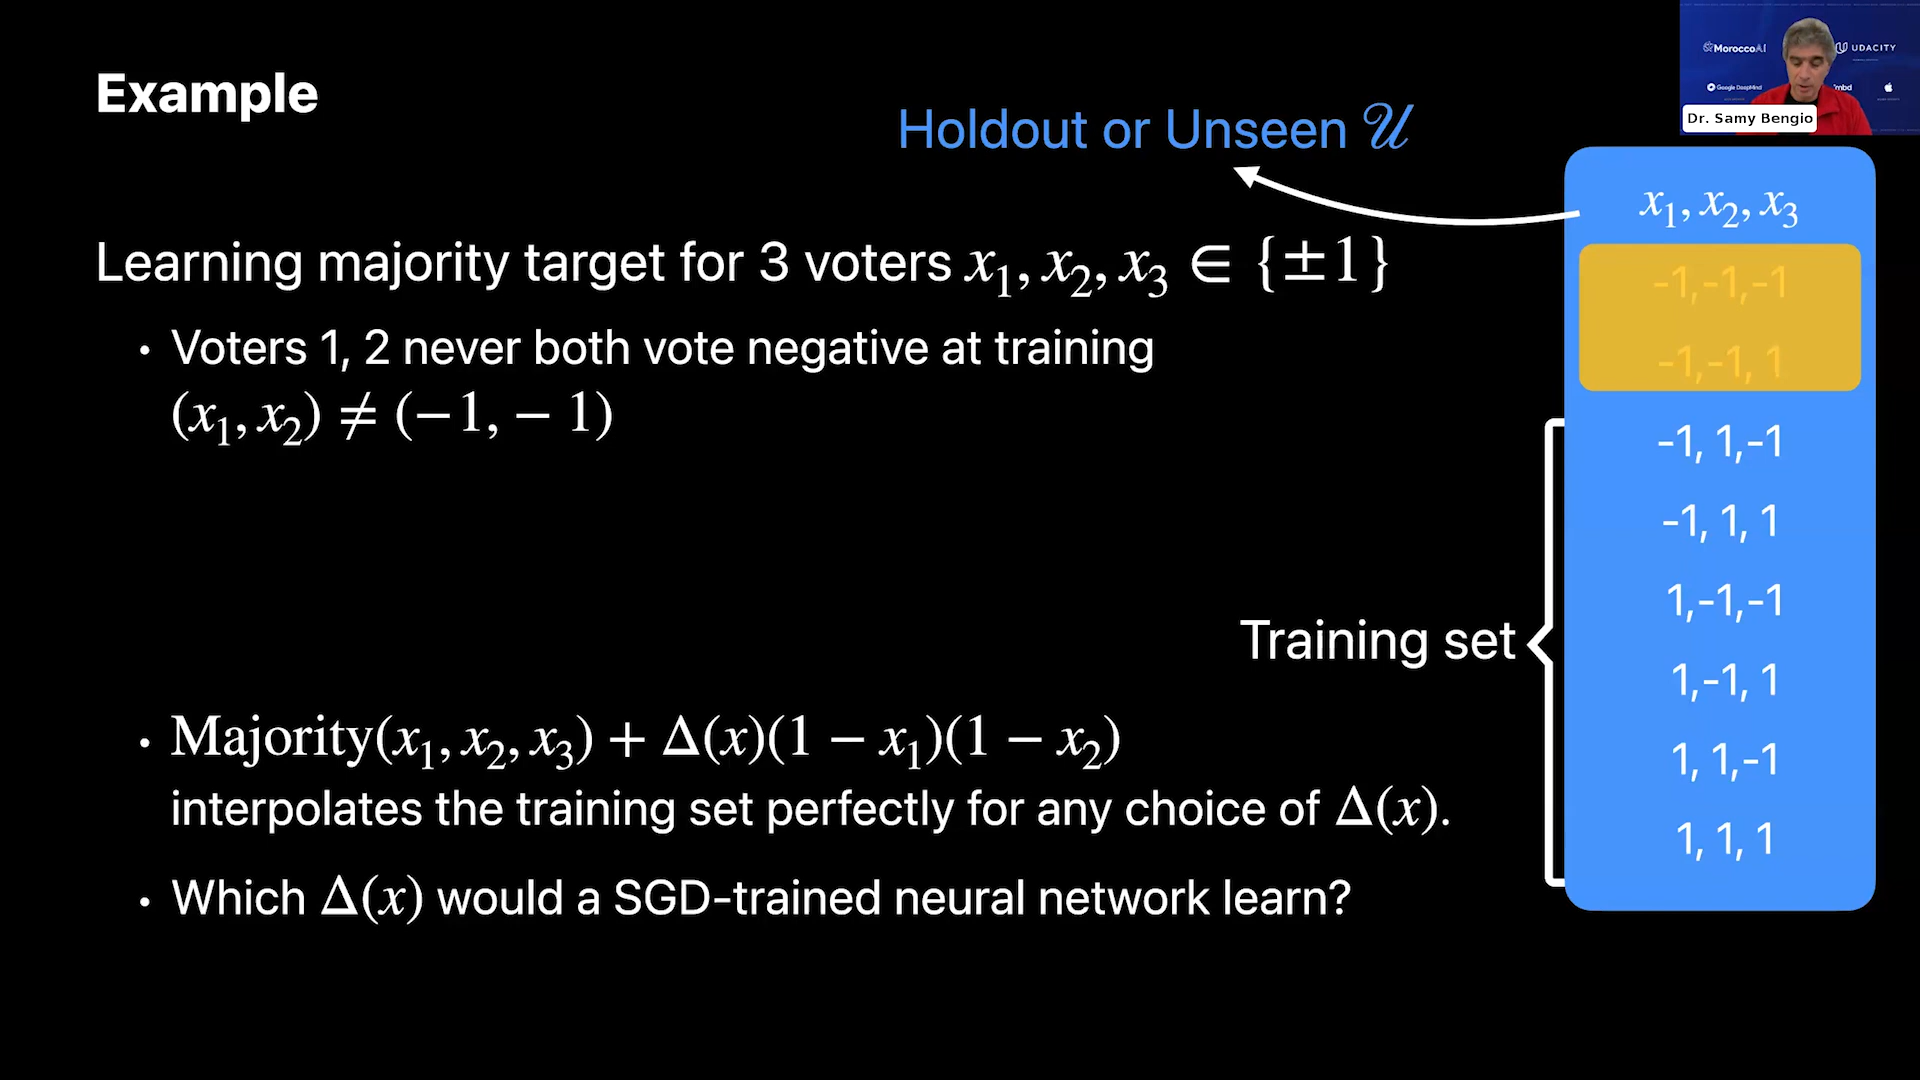 Example
Holdout or Unseen 𝒰
Learning majority target for 3 voters x₁, x₂, x₃ ∈ {±1}
• Voters 1, 2 never both vote negative at training
(x₁, x₂) ≠ (−1, − 1)
Training set
• Majority(x₁, x₂, x₃) + Δ(x)(1 − x₁)(1 − x₂)
interpolates the training set perfectly for any choice of Δ(x).
• Which Δ(x) would a SGD-trained neural network learn?
x₁, x₂, x₃
-1,-1,-1
-1,-1, 1
-1, 1,-1
-1, 1, 1
1,-1,-1
1,-1, 1
1, 1,-1
1, 1, 1
MoroccoAI
UDACITY
Google DeepMind
Dr. Samy Bengio